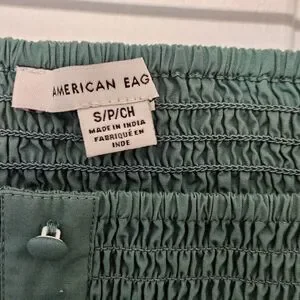 AMERICAN EAG
S/P/CH
MADE IN INDIA
FABRIQUÉ EN
INDE